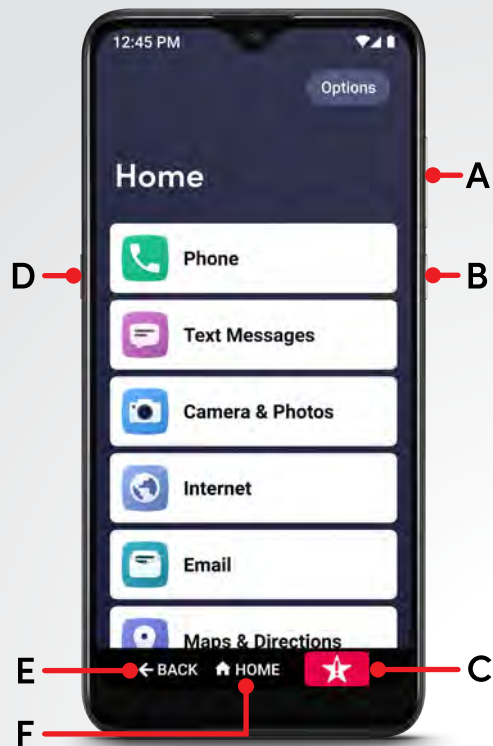 12:45 PM
Options
Home
A
Phone
D
B
Text Messages
Camera & Photos
Internet
Email
Maps & Directions
E
BACK
HOME
C
F